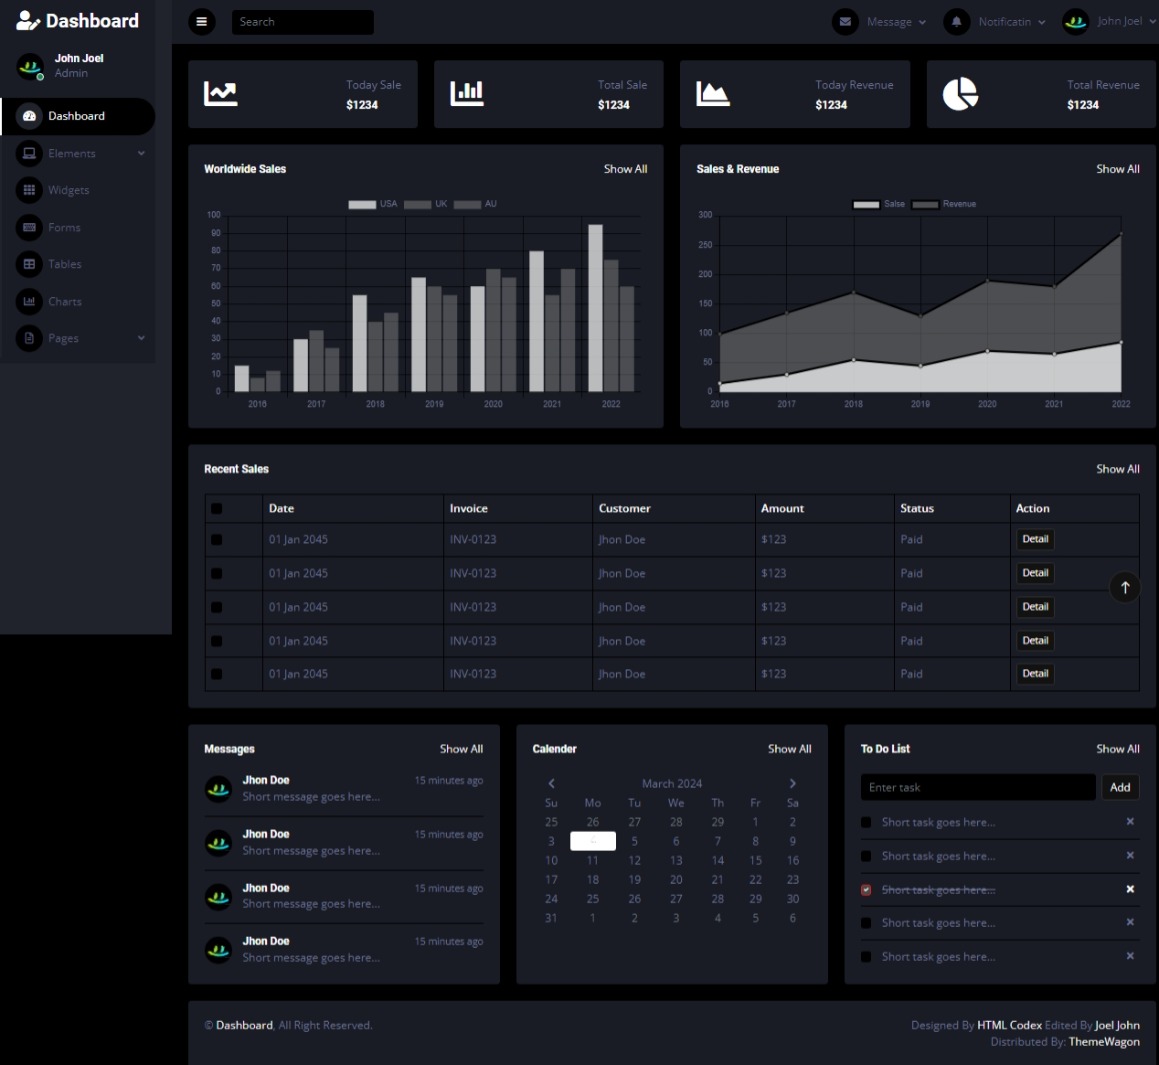 Dashboard
John Joel
Admin
Dashboard
Elements
Widgets
Forms
Tables
Charts
Pages
Search
Message
Notificatin
John Joel
Today Sale
$1234
Total Sale
$1234
Today Revenue
$1234
Total Revenue
$1234
Worldwide Sales Show All
USA UK AU
100
90
80
70
60
50
40
30
20
10
0
2016 2017 2018 2019 2020 2021 2022
Sales & Revenue Show All
Salse Revenue
300
250
200
150
100
50
0
2016 2017 2018 2019 2020 2021 2022
Recent Sales Show All
Date Invoice Customer Amount Status Action
01 Jan 2045 INV-0123 Jhon Doe $123 Paid Detail
01 Jan 2045 INV-0123 Jhon Doe $123 Paid Detail
01 Jan 2045 INV-0123 Jhon Doe $123 Paid Detail
01 Jan 2045 INV-0123 Jhon Doe $123 Paid Detail
01 Jan 2045 INV-0123 Jhon Doe $123 Paid Detail
Messages Show All
Jhon Doe 15 minutes ago
Short message goes here...
Jhon Doe 15 minutes ago
Short message goes here...
Jhon Doe 15 minutes ago
Short message goes here...
Jhon Doe 15 minutes ago
Short message goes here...
Calender Show All
March 2024
Su Mo Tu We Th Fr Sa
25 26 27 28 29 1 2
3 5 6 7 8 9
10 11 12 13 14 15 16
17 18 19 20 21 22 23
24 25 26 27 28 29 30
31 1 2 3 4 5 6
To Do List Show All
Enter task Add
Short task goes here...
Short task goes here...
Short task goes here...
Short task goes here...
Short task goes here...
© Dashboard, All Right Reserved.
Designed By HTML Codex Edited By Joel John
Distributed By: ThemeWagon